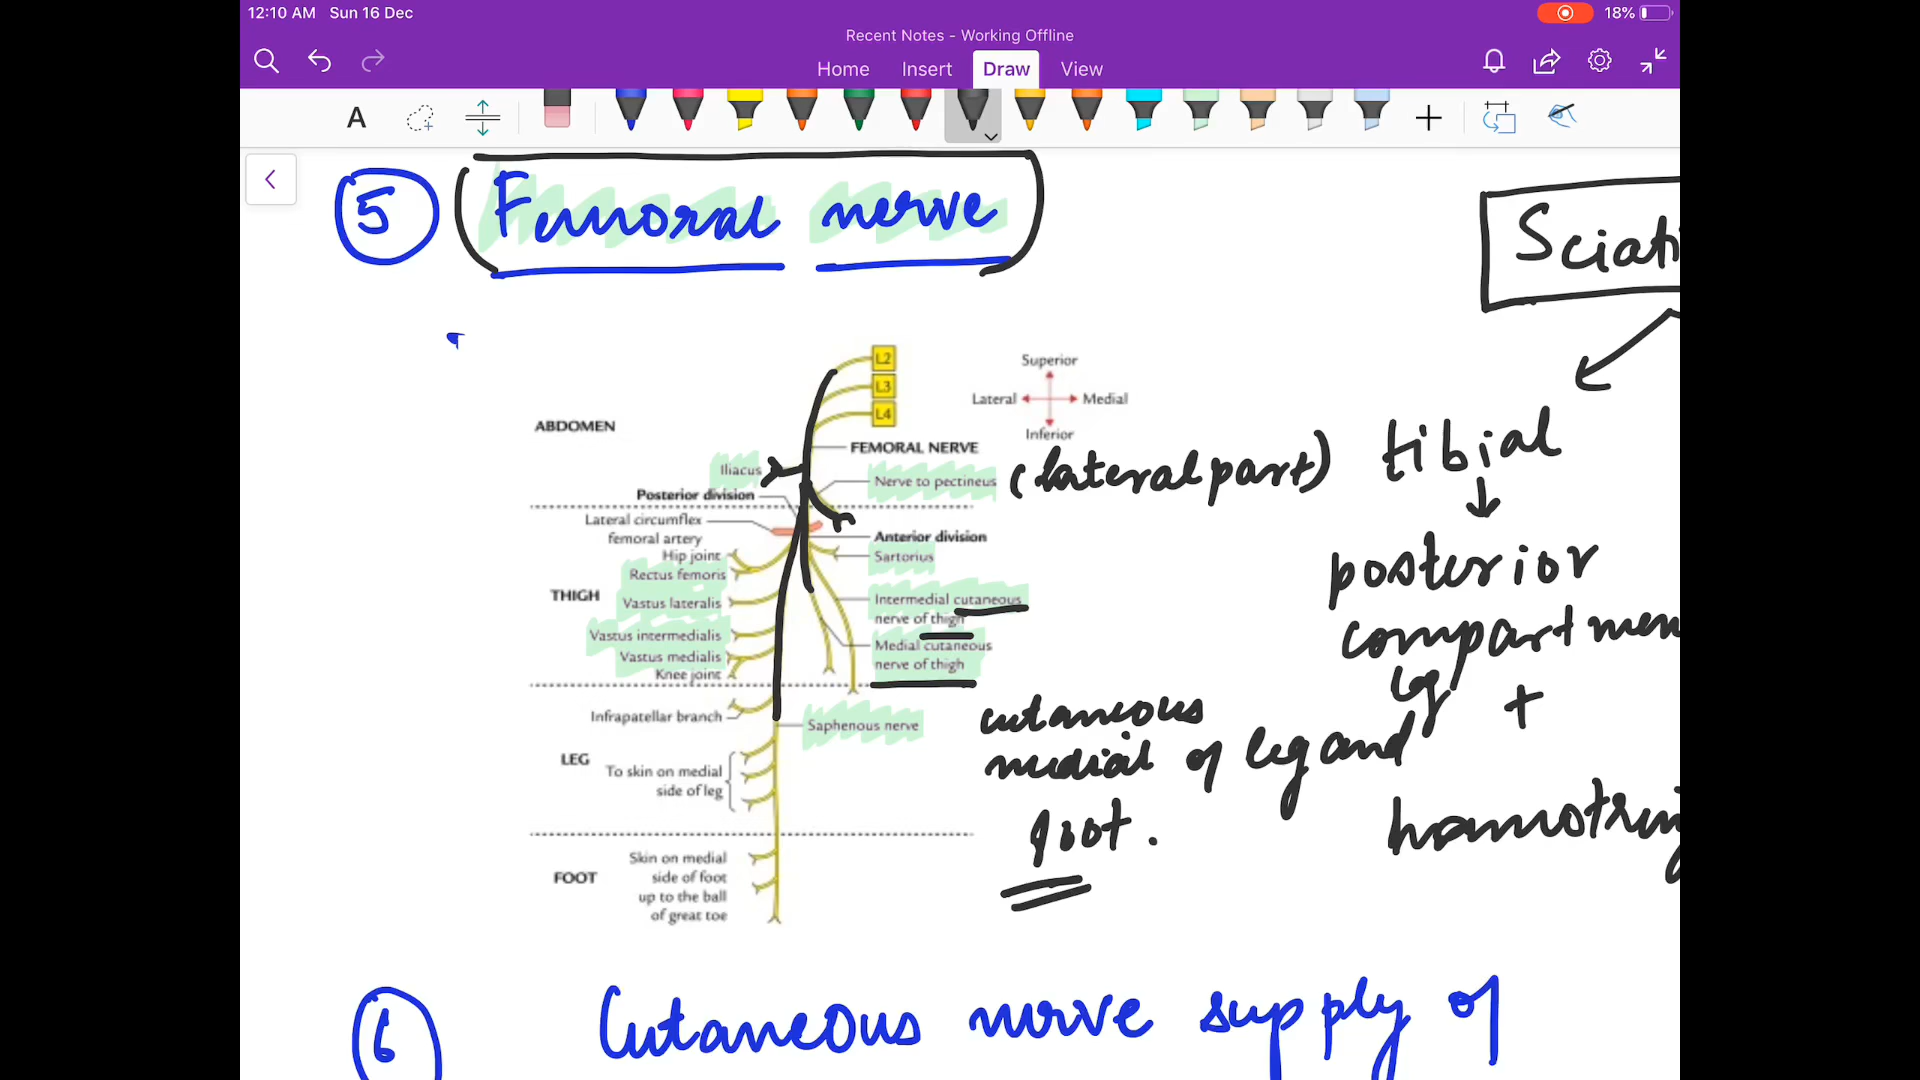 12:10 AM Sun 16 Dec
18%
Recent Notes - Working Offline
Home Insert Draw View
A
5 Femoral nerve
Sciati
L2
L3
L4
Superior
Lateral Medial
Inferior
ABDOMEN
FEMORAL NERVE
Iliacus
Nerve to pectineus (lateral part)
Posterior division
Lateral circumflex
femoral artery
Anterior division
Hip joint
Sartorius
Rectus femoris
THIGH
Vastus lateralis
Intermedial cutaneous
nerve of thigh
Vastus intermedialis
Medial cutaneous
nerve of thigh
Vastus medialis
Knee joint
Infrapatellar branch
Saphenous nerve
cutaneous
medial of leg and
foot.
LEG
To skin on medial
side of leg
FOOT
Skin on medial
side of foot
up to the ball
of great toe
tibial
posterior
compartmen
leg +
hamstrin
6 Cutaneous nerve supply of